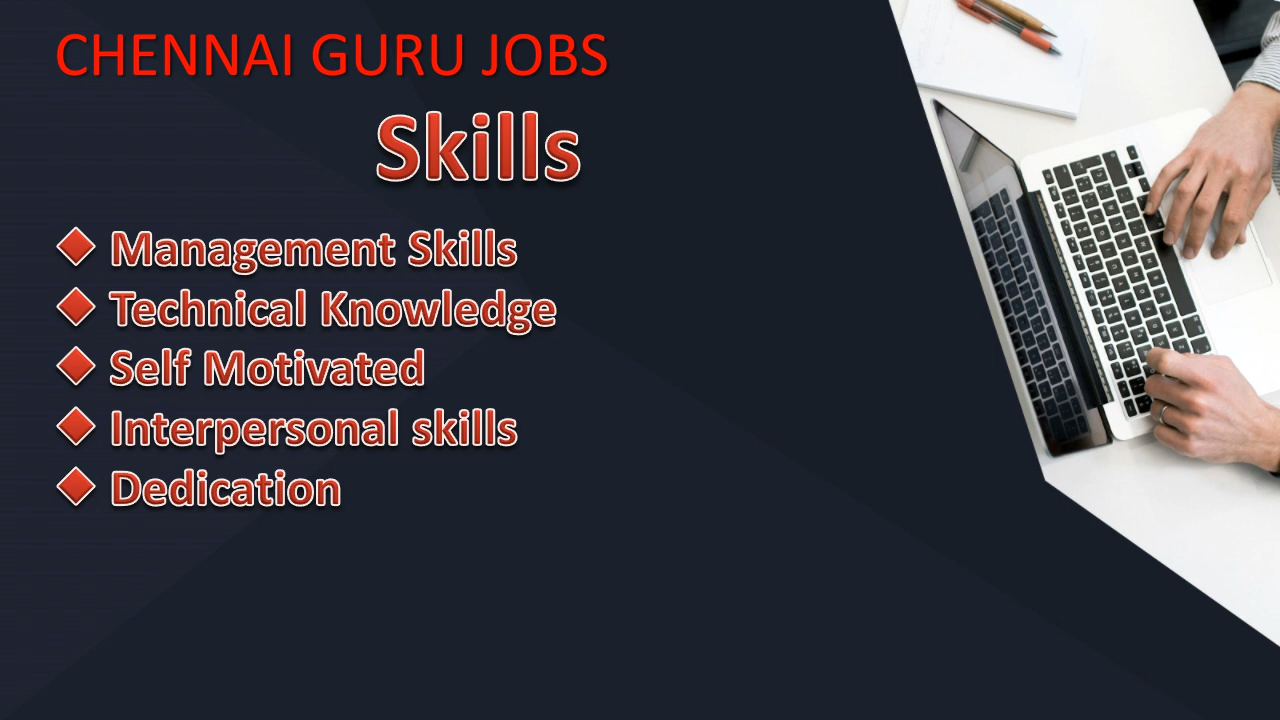 CHENNAI GURU JOBS
Skills
Management Skills
Technical Knowledge
Self Motivated
Interpersonal skills
Dedication